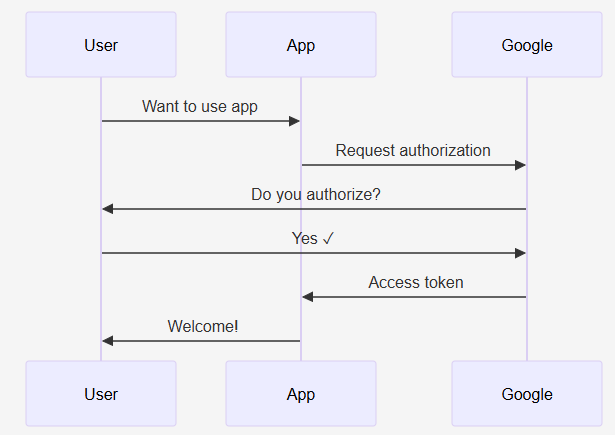 User
App
Google
Want to use app
Request authorization
Do you authorize?
Yes ✓
Access token
Welcome!
User
App
Google